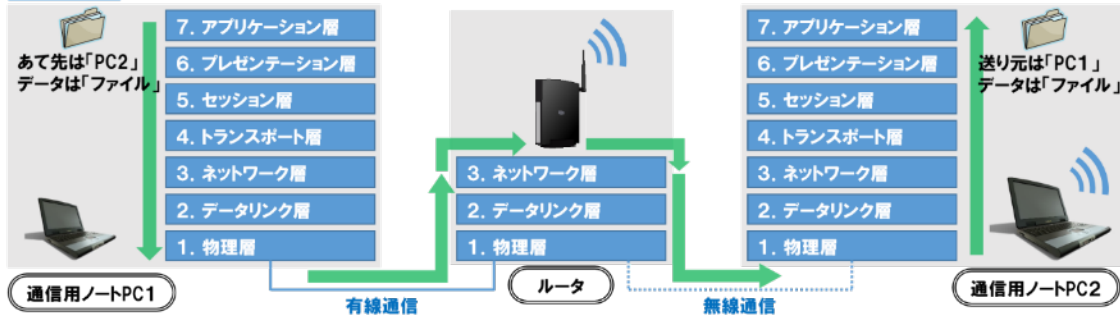 あて先は「PC2」
データは「ファイル」
7. アプリケーション層
6. プレゼンテーション層
5. セッション層
4. トランスポート層
3. ネットワーク層
2. データリンク層
1. 物理層
通信用ノートPC1
有線通信
3. ネットワーク層
2. データリンク層
1. 物理層
ルータ
無線通信
7. アプリケーション層
6. プレゼンテーション層
5. セッション層
4. トランスポート層
3. ネットワーク層
2. データリンク層
1. 物理層
送り元は「PC1」
データは「ファイル」
通信用ノートPC2